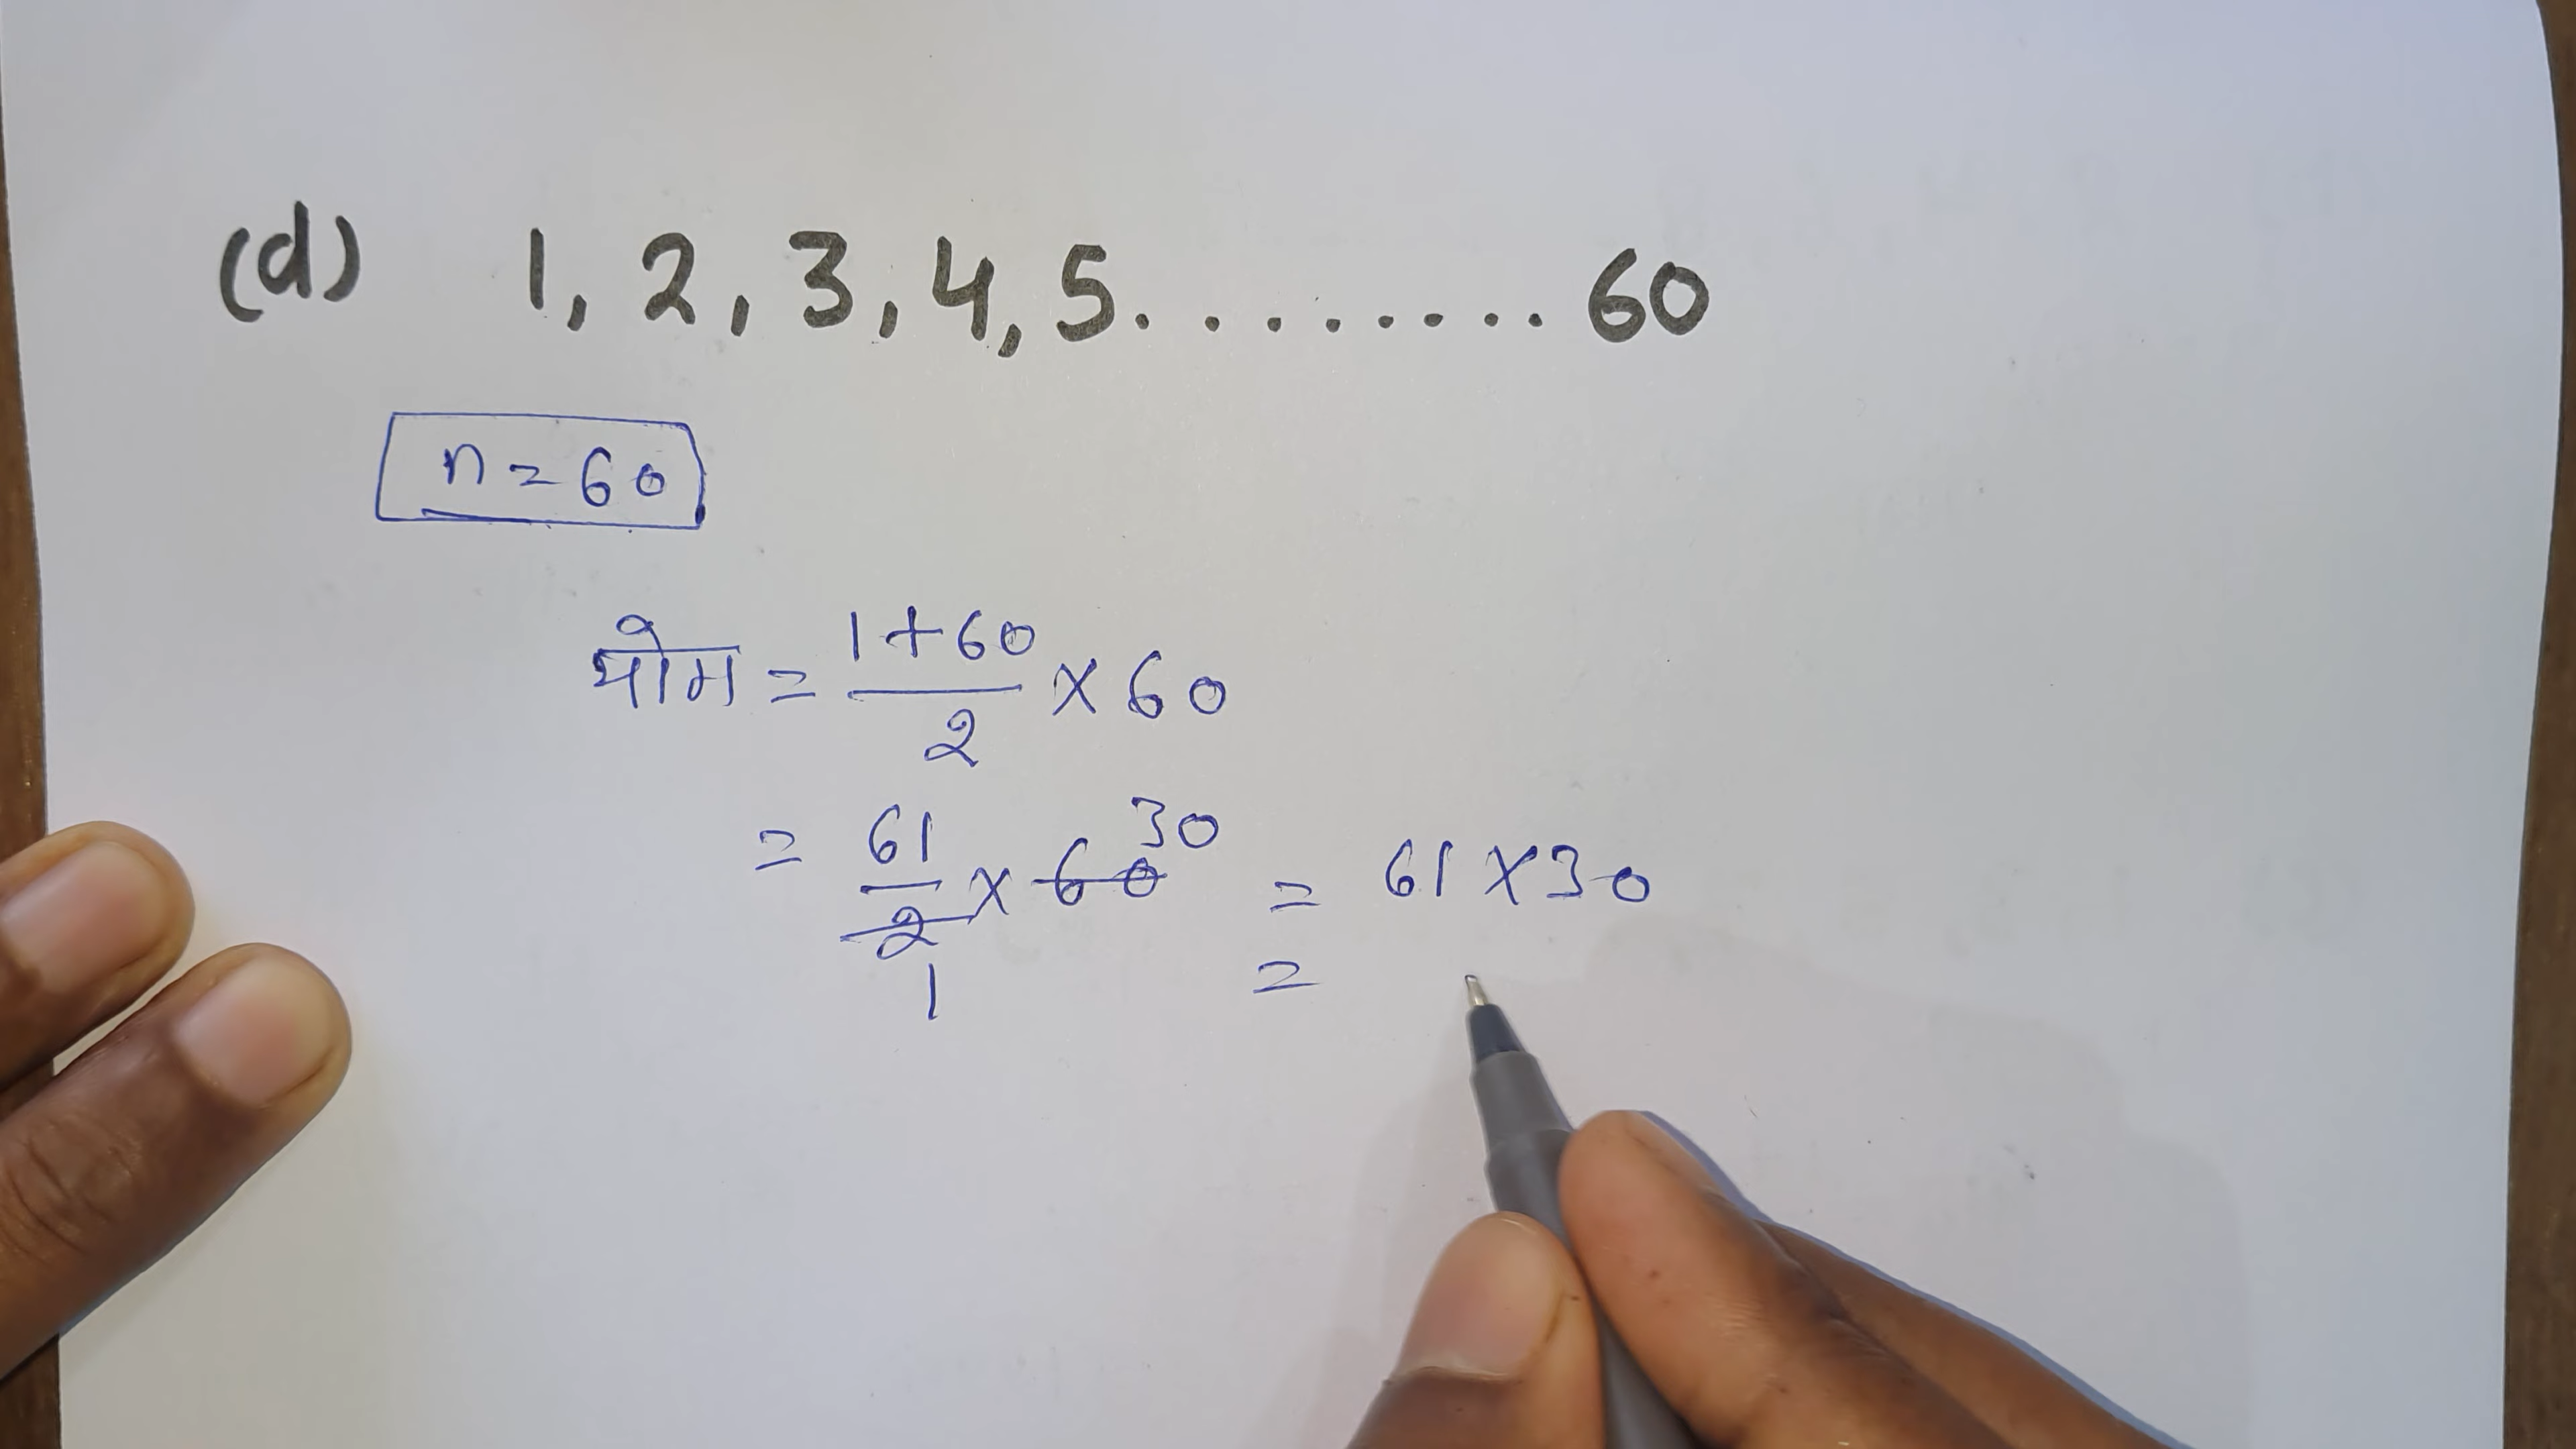 (d) 1, 2, 3, 4, 5......... 60
n = 60
योग = 1+60/2 × 60
= 61/2 × 60 30 = 61 × 30
1 =